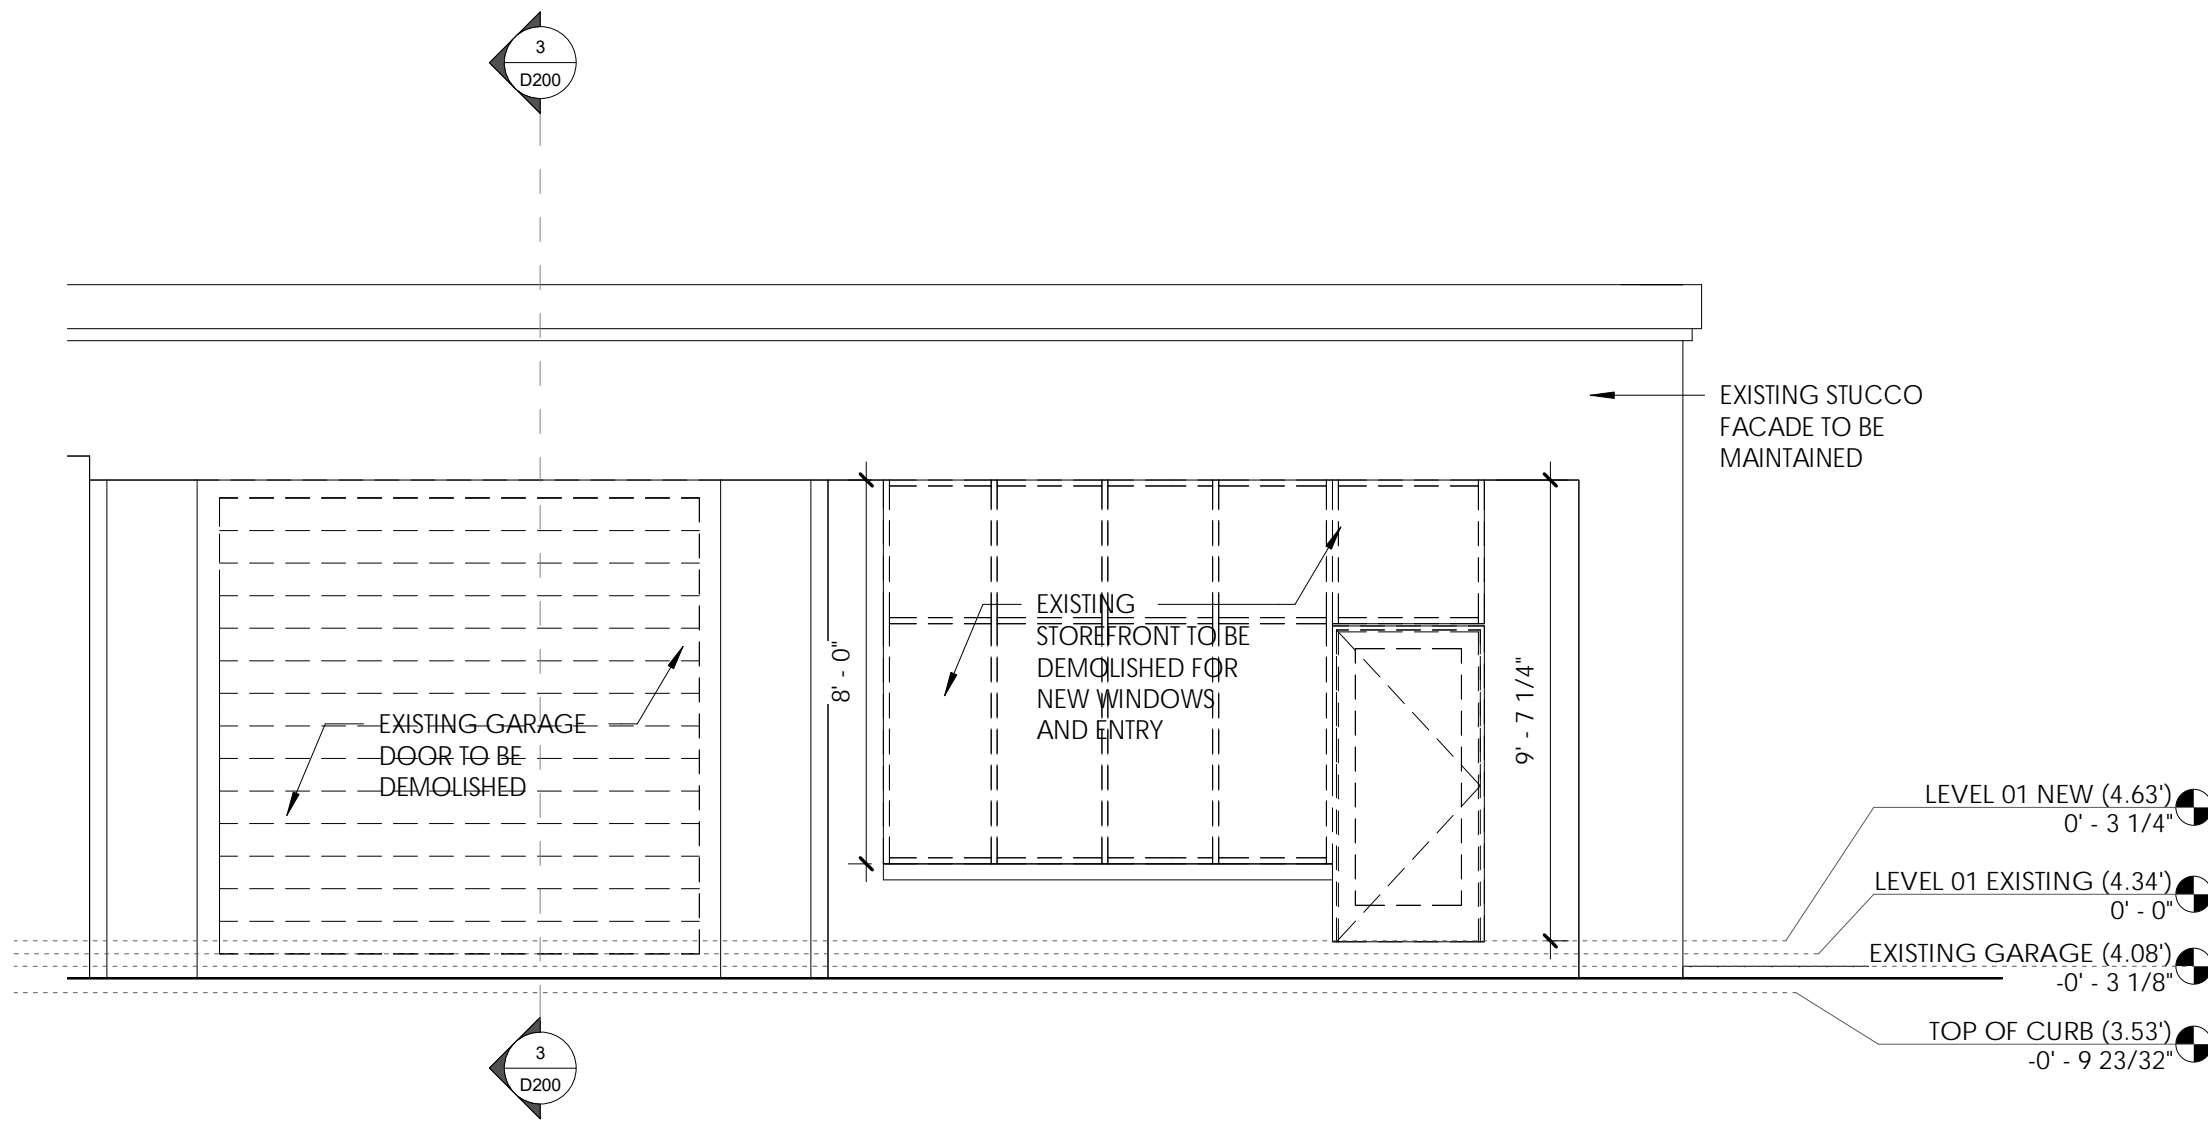 3
D200
EXISTING STUCCO
FACADE TO BE
MAINTAINED
EXISTING
STOREFRONT TO BE
DEMOLISHED FOR
NEW WINDOWS
AND ENTRY
8' - 0"
9' - 7 1/4"
EXISTING GARAGE
DOOR TO BE
DEMOLISHED
LEVEL 01 NEW (4.63')
0' - 3 1/4"
LEVEL 01 EXISTING (4.34')
0' - 0"
EXISTING GARAGE (4.08')
-0' - 3 1/8"
TOP OF CURB (3.53')
-0' - 9 23/32"
3
D200